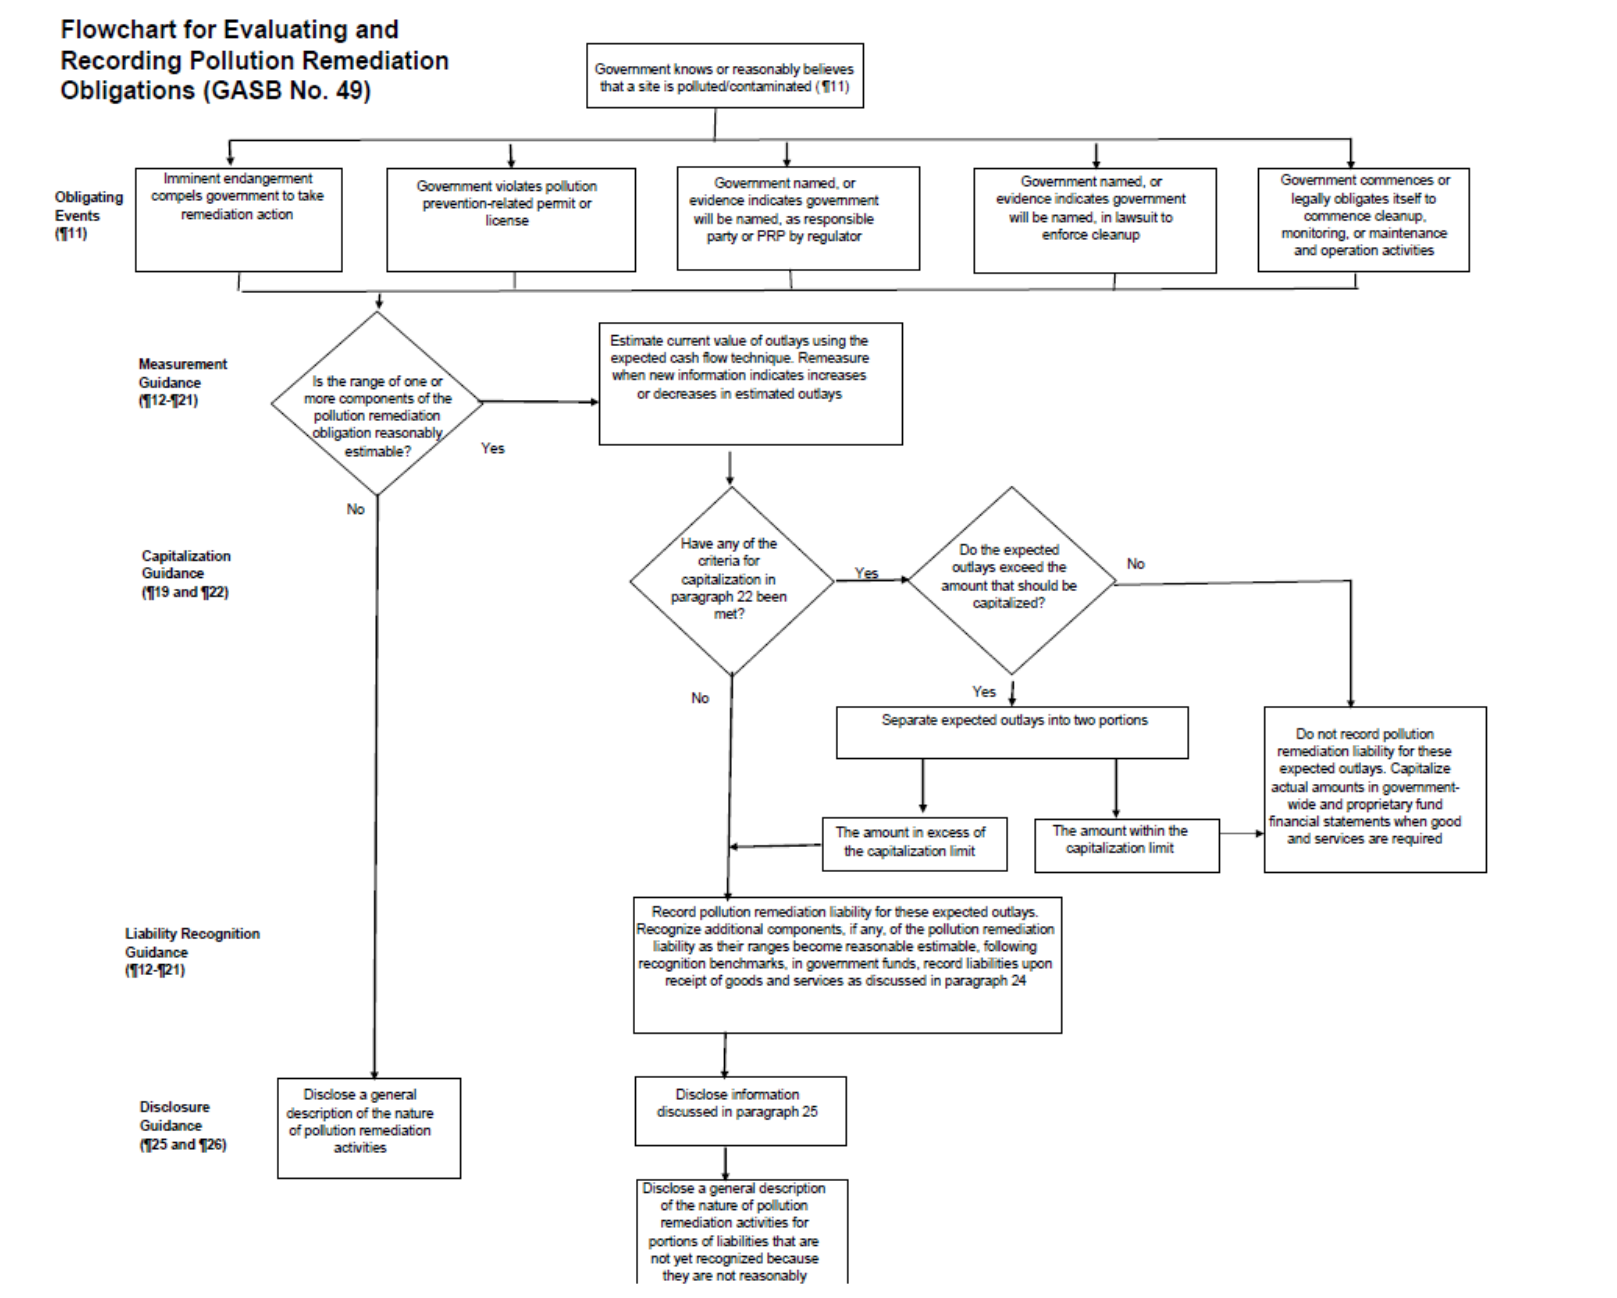 Flowchart for Evaluating and
Recording Pollution Remediation
Obligations (GASB No. 49)
Government knows or reasonably believes
that a site is polluted/contaminated (¶11)
Obligating
Events
(¶11)
Imminent endangerment
compels government to take
remediation action
Government violates pollution
prevention-related permit or
license
Government named, or
evidence indicates government
will be named, as responsible
party or PRP by regulator
Government named, or
evidence indicates government
will be named, in lawsuit to
enforce cleanup
Government commences or
legally obligates itself to
commence cleanup,
monitoring, or maintenance
and operation activities
Measurement
Guidance
(¶12-¶21)
Is the range of one or
more components of the
pollution remediation
obligation reasonably
estimable?
Yes
No
Estimate current value of outlays using the
expected cash flow technique. Remeasure
when new information indicates increases
or decreases in estimated outlays
Capitalization
Guidance
(¶19 and ¶22)
Have any of the
criteria for
capitalization in
paragraph 22 been
met?
Yes
No
Do the expected
outlays exceed the
amount that should be
capitalized?
No
Yes
Separate expected outlays into two portions
The amount in excess of
the capitalization limit
The amount within the
capitalization limit
Do not record pollution
remediation liability for these
expected outlays. Capitalize
actual amounts in government-
wide and proprietary fund
financial statements when good
and services are required
Liability Recognition
Guidance
(¶12-¶21)
Record pollution remediation liability for these expected outlays.
Recognize additional components, if any, of the pollution remediation
liability as their ranges become reasonable estimable, following
recognition benchmarks, in government funds, record liabilities upon
receipt of goods and services as discussed in paragraph 24
Disclosure
Guidance
(¶25 and ¶26)
Disclose a general
description of the nature
of pollution remediation
activities
Disclose information
discussed in paragraph 25
Disclose a general description
of the nature of pollution
remediation activities for
portions of liabilities that are
not yet recognized because
they are not reasonably